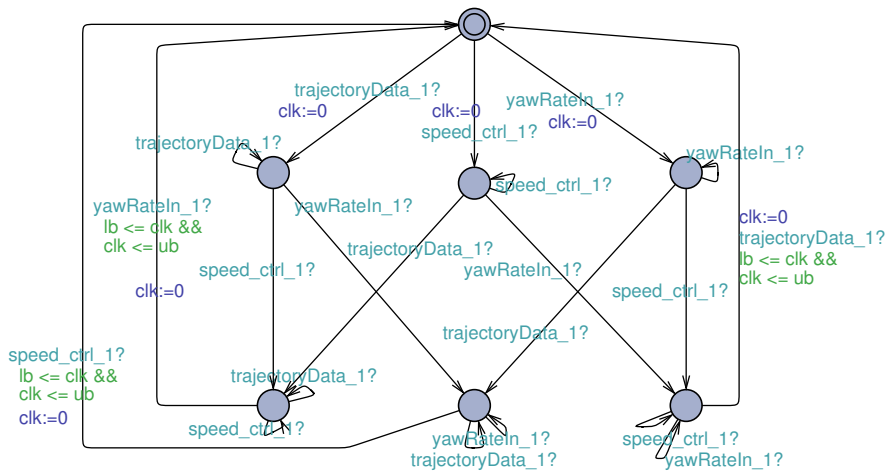 trajectoryData_1?
clk:=0
clk:=0
speed_ctrl_1?
yawRateIn_1?
clk:=0
trajectoryData_1?
speed_ctrl_1?
yawRateIn_1?
yawRateIn_1?
lb <= clk &&
clk <= ub
clk:=0
yawRateIn_1?
speed_ctrl_1?
trajectoryData_1?
yawRateIn_1?
trajectoryData_1?
speed_ctrl_1?
clk:=0
trajectoryData_1?
lb <= clk &&
clk <= ub
speed_ctrl_1?
lb <= clk &&
clk <= ub
clk:=0
trajectoryData_1?
speed_ctrl_1?
yawRateIn_1?
trajectoryData_1?
speed_ctrl_1?
yawRateIn_1?